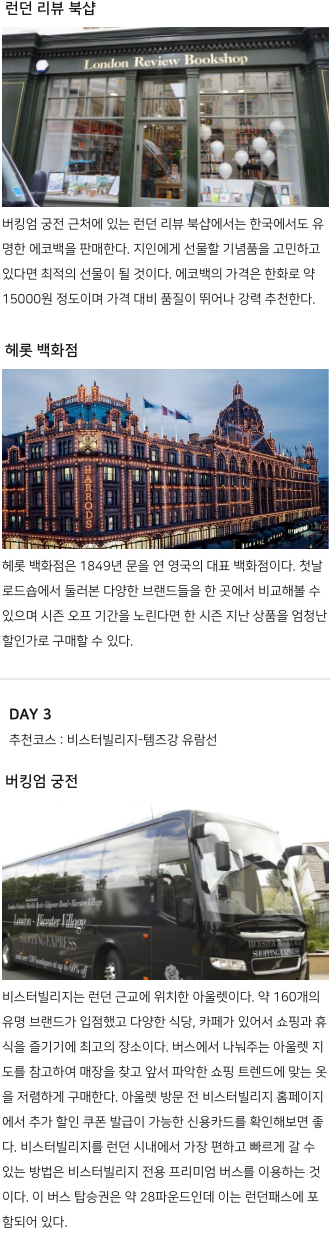 런던 리뷰 북샵
London Review Bookshop
버킹엄 궁전 근처에 있는 런던 리뷰 북샵에서는 한국에서도 유
명한 에코백을 판매한다. 지인에게 선물할 기념품을 고민하고
있다면 최적의 선물이 될 것이다. 에코백의 가격은 한화로 약
15000원 정도이며 가격 대비 품질이 뛰어나 강력 추천한다.
헤롯 백화점
HARRODS
헤롯 백화점은 1849년 문을 연 영국의 대표 백화점이다. 첫날
로드숍에서 둘러본 다양한 브랜드들을 한 곳에서 비교해볼 수
있으며 시즌 오프 기간을 노린다면 한 시즌 지난 상품을 엄청난
할인가로 구매할 수 있다.
DAY 3
추천코스 : 비스터빌리지-템즈강 유람선
버킹엄 궁전
London - Bicester Village
SHOPPING EXPRESS
BICESTER VILLAGE
SHOPPING EXPRESS
비스터빌리지는 런던 근교에 위치한 아울렛이다. 약 160개의
유명 브랜드가 입점했고 다양한 식당, 카페가 있어서 쇼핑과 휴
식을 즐기기에 최고의 장소이다. 버스에서 나눠주는 아울렛 지
도를 참고하여 매장을 찾고 앞서 파악한 쇼핑 트렌드에 맞는 옷
을 저렴하게 구매한다. 아울렛 방문 전 비스터빌리지 홈페이지
에서 추가 할인 쿠폰 발급이 가능한 신용카드를 확인해보면 좋
다. 비스터빌리지를 런던 시내에서 가장 편하고 빠르게 갈 수
있는 방법은 비스터빌리지 전용 프리미엄 버스를 이용하는 것
이다. 이 버스 탑승권은 약 28파운드인데 이는 런던패스에 포
함되어 있다.